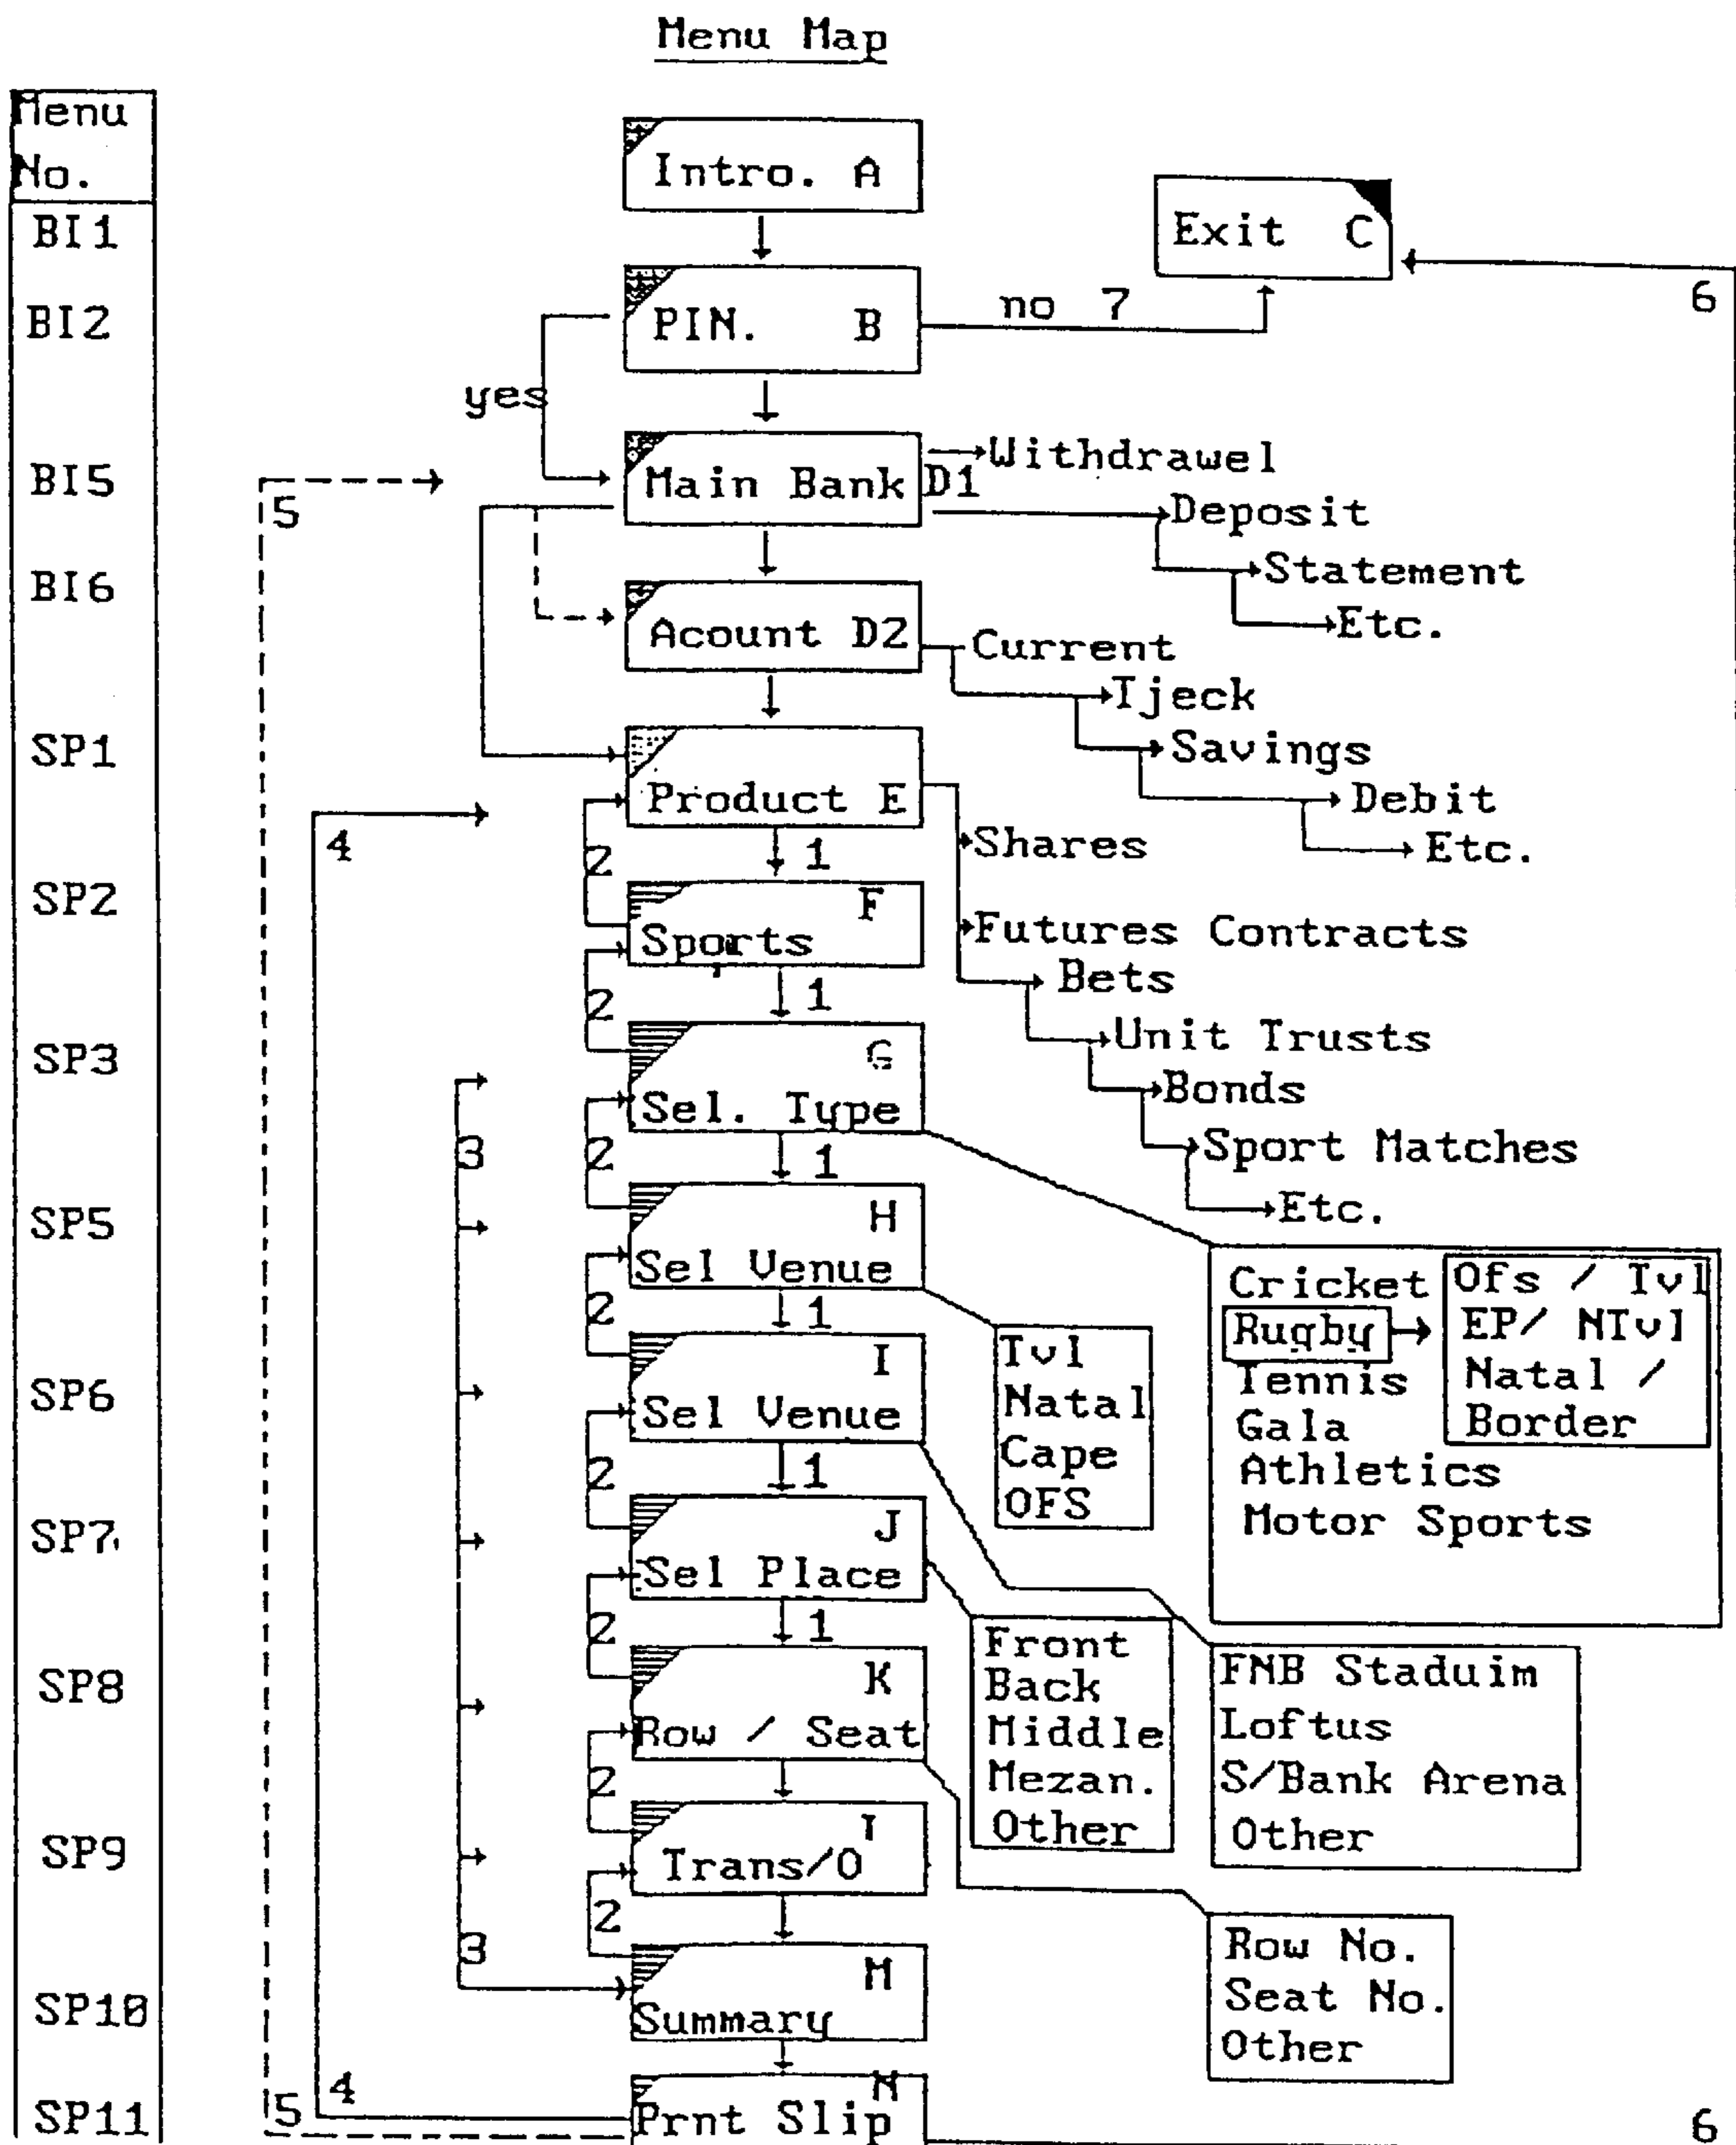 Menu Map
Menu
No.
BI1
BI2
BI5
BI6
SP1
SP2
SP3
SP5
SP6
SP7
SP8
SP9
SP10
SP11
Intro. A
Exit C
6
PIN. B
no 7
yes
Main Bank D1
Withdrawel
Deposit
Statement
Etc.
5
Acount D2
Current
Tjeck
Savings
Debit
Etc.
Product E
4
2
1
Shares
Futures Contracts
Bets
Unit Trusts
Bonds
Sport Matches
Etc.
F
Sports
2
1
G
Sel. Type
3
2
1
H
Sel Venue
2
1
Tvl
Natal
Cape
OFS
Cricket
Rugby
Tennis
Gala
Athletics
Motor Sports
Ofs / Tvl
EP/ NTvl
Natal /
Border
I
Sel Venue
2
1
J
Sel Place
2
1
Front
Back
Middle
Mezan.
Other
FNB Staduim
Loftus
S/Bank Arena
Other
K
Row / Seat
2
Trans/O
2
3
Row No.
Seat No.
Other
M
Summary
N
Prnt Slip
5
4
6